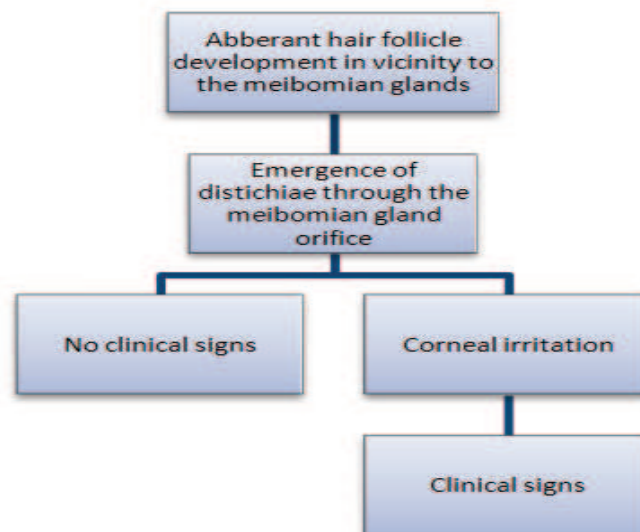 Abberant hair follicle
development in vicinity to
the meibomian glands
Emergence of
distichiae through the
meibomian gland
orifice
No clinical signs
Corneal irritation
Clinical signs